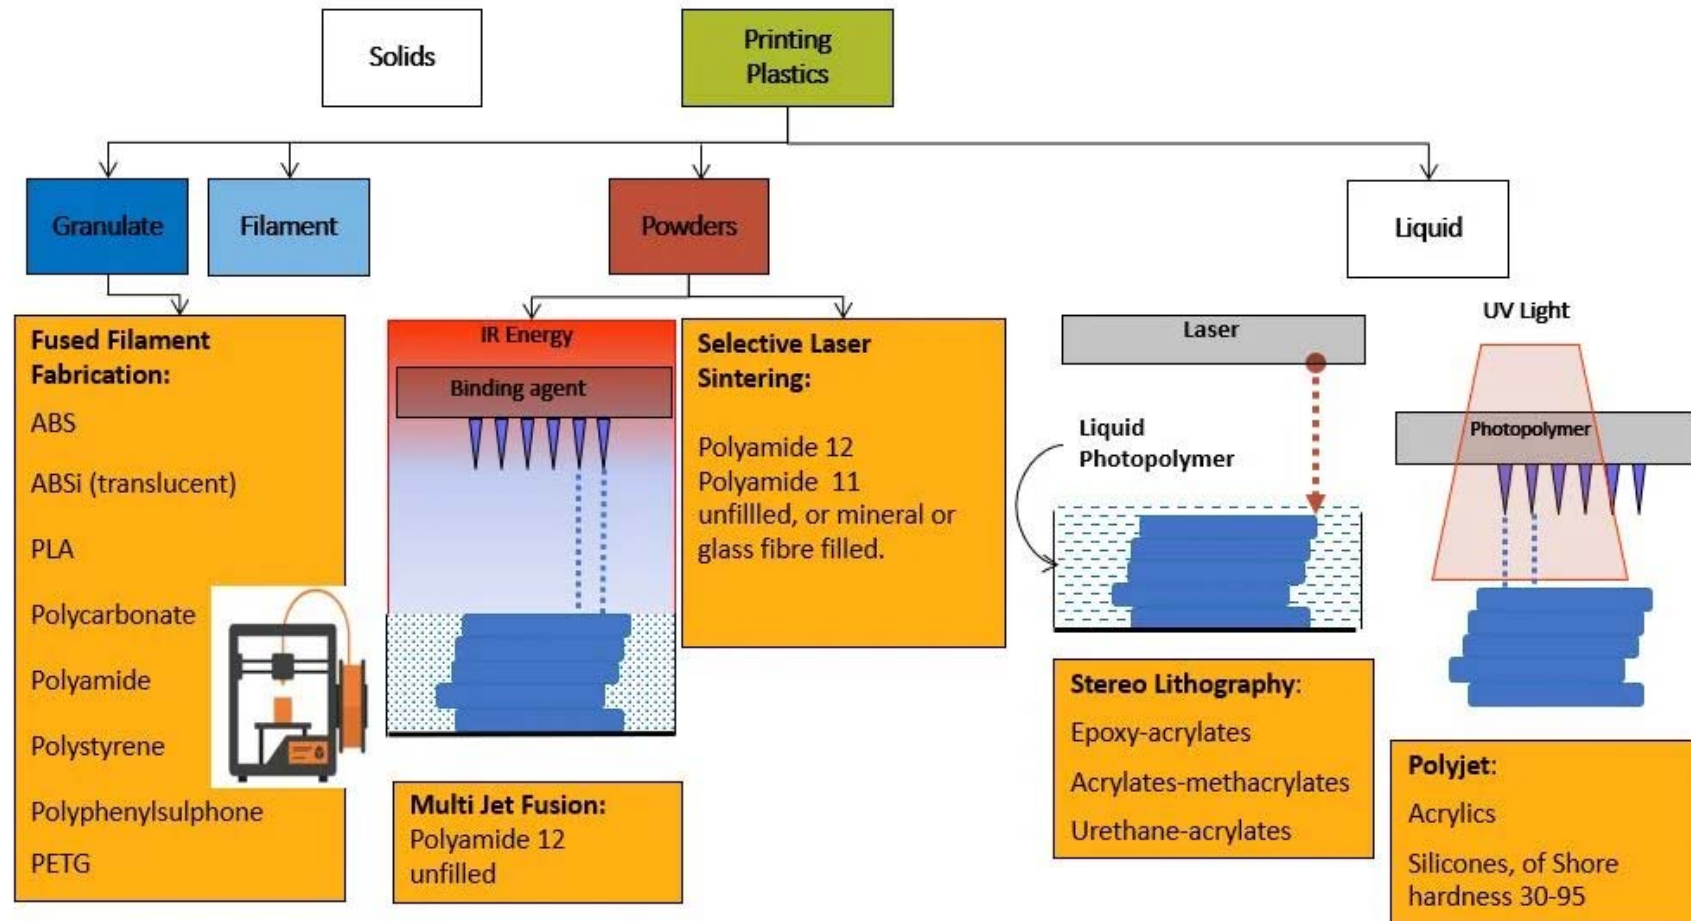 Solids
Printing
Plastics
Granulate
Filament
Powders
Liquid
Fused Filament
Fabrication:
ABS
ABSi (translucent)
PLA
Polycarbonate
Polyamide
Polystyrene
Polyphenylsulphone
PETG
IR Energy
Binding agent
Multi Jet Fusion:
Polyamide 12
unfilled
Selective Laser
Sintering:
Polyamide 12
Polyamide 11
unfillled, or mineral or
glass fibre filled.
Laser
Liquid
Photopolymer
Stereo Lithography:
Epoxy-acrylates
Acrylates-methacrylates
Urethane-acrylates
UV Light
Photopolymer
Polyjet:
Acrylics
Silicones, of Shore
hardness 30-95